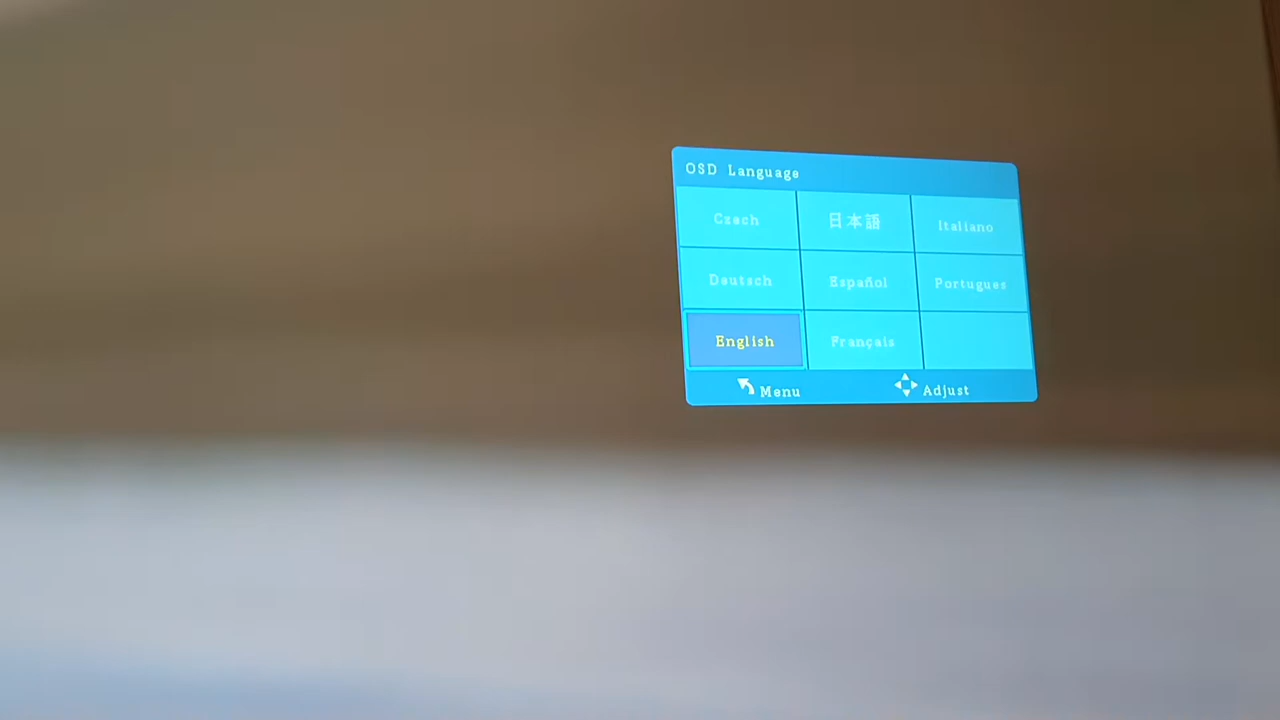 OSD Language
Czech 日本語 Italiano
Deutsch Español Portugues
English Français
Menu Adjust